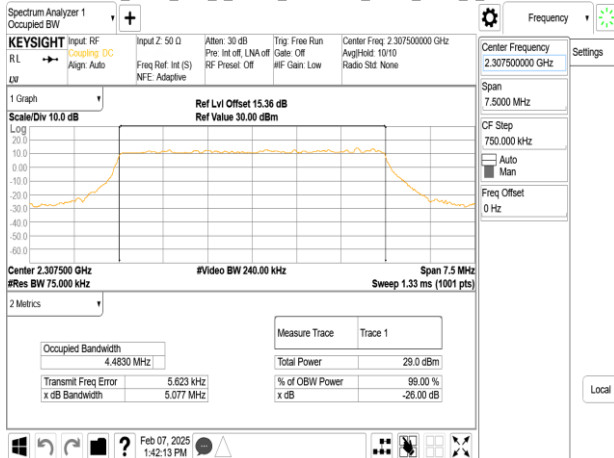 Spectrum Analyzer 1
Occupied BW
Frequency
KEYSIGHT
Input: RF
Coupling: DC
Align: Auto
Input Z: 50 Ω
Freq Ref: Int (S)
NFE: Adaptive
Atten: 30 dB
Pre: Int off, LNA off
RF Presel: Off
Trig: Free Run
Gate: Off
#IF Gain: Low
Center Freq: 2.307500000 GHz
Avg|Hold: 10/10
Radio Std: None
RL
LXI
Center Frequency
2.307500000 GHz
Settings
Span
7.5000 MHz
CF Step
750.000 kHz
Auto
Man
Freq Offset
0 Hz
Local
1 Graph
Scale/Div 10.0 dB
Ref Lvl Offset 15.36 dB
Ref Value 30.00 dBm
Log
20.0
10.0
0.00
-10.0
-20.0
-30.0
-40.0
-50.0
-60.0
Center 2.307500 GHz
#Video BW 240.00 kHz
Span 7.5 MHz
#Res BW 75.000 kHz
Sweep 1.33 ms (1001 pts)
2 Metrics
Measure Trace Trace 1
Occupied Bandwidth
4.4830 MHz
Total Power 29.0 dBm
Transmit Freq Error 5.623 kHz
% of OBW Power 99.00 %
x dB Bandwidth 5.077 MHz
x dB -26.00 dB
Feb 07, 2025
1:42:13 PM